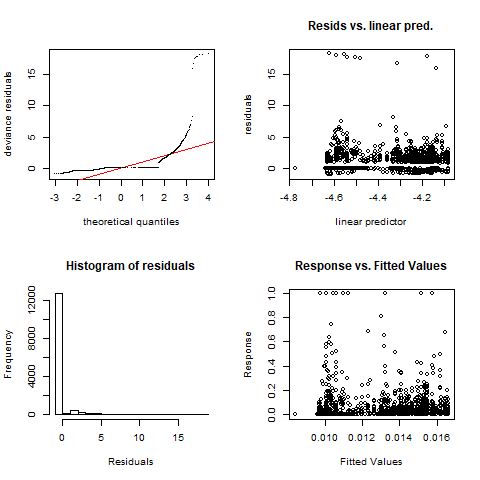 deviance residuals
0 5 10 15
-3 -2 -1 0 1 2 3 4
theoretical quantiles
Resids vs. linear pred.
residuals
0 5 10 15
-4.8 -4.6 -4.4 -4.2
linear predictor
Histogram of residuals
Frequency
0 4000 8000 12000
0 5 10 15
Residuals
Response vs. Fitted Values
Response
0.0 0.2 0.4 0.6 0.8 1.0
0.010 0.012 0.014 0.016
Fitted Values